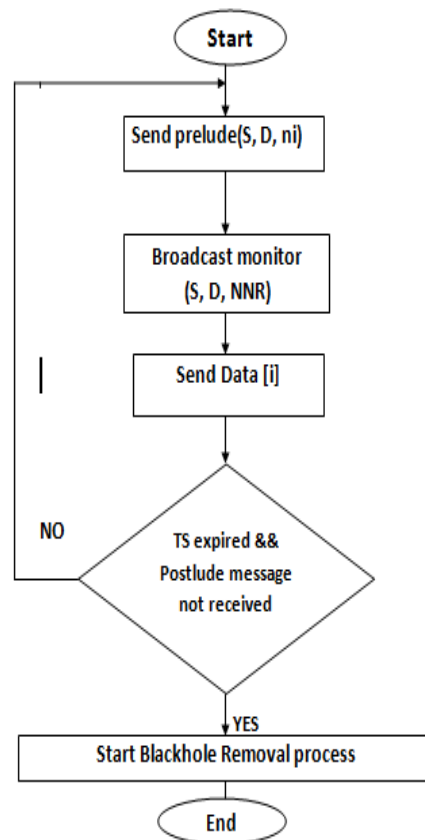 Start
Send prelude(S, D, ni)
Broadcast monitor
(S, D, NNR)
Send Data [i]
TS expired &&
Postlude message
not received
NO
YES
Start Blackhole Removal process
End